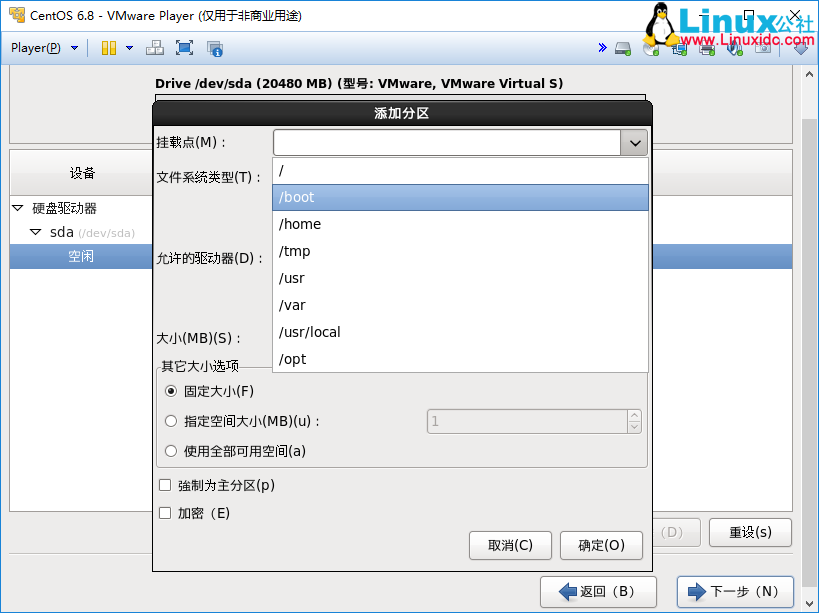 CentOS 6.8 - VMware Player (仅用于非商业用途)
Linux公社
www.Linuxidc.com
Player(P)
Drive /dev/sda (20480 MB) (型号: VMware, VMware Virtual S)
添加分区
挂载点(M)：
设备
文件系统类型(T)：
/
/boot
/home
/tmp
/usr
/var
/usr/local
/opt
硬盘驱动器
sda (/dev/sda)
空闲
允许的驱动器(D)：
大小(MB)(S)：
其它大小选项
固定大小(F)
指定空间大小(MB)(u)：
1
使用全部可用空间(a)
強制为主分区(p)
加密（E)
取消(C)
确定(O)
(D)
重设(s)
返回（B）
下一步（N）